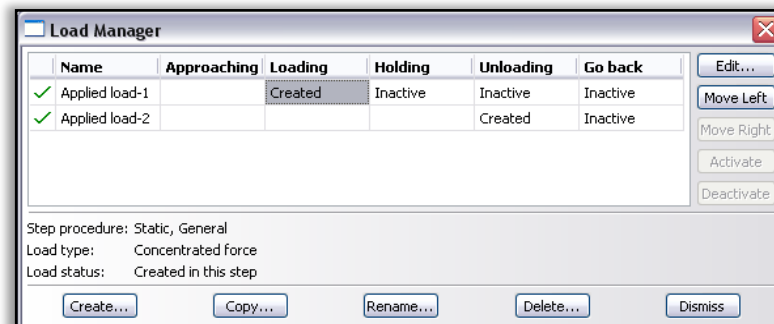 Load Manager
Name Approaching Loading Holding Unloading Go back
Applied load-1 Created Inactive Inactive Inactive
Applied load-2 Created Inactive
Edit...
Move Left
Move Right
Activate
Deactivate
Step procedure: Static, General
Load type: Concentrated force
Load status: Created in this step
Create... Copy... Rename... Delete... Dismiss